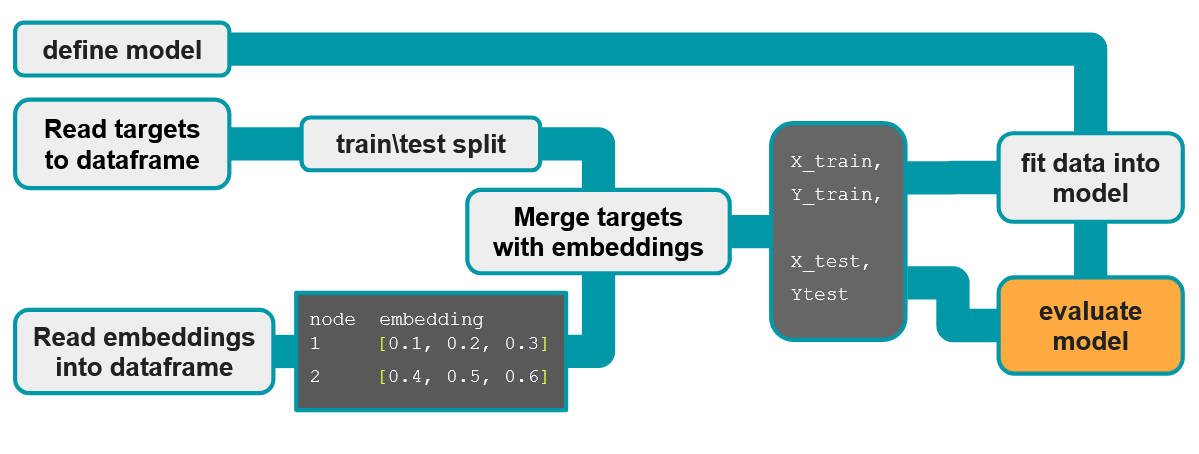 define model
Read targets
to dataframe
train\test split
Merge targets
with embeddings
Read embeddings
into dataframe
node embedding
1 [0.1, 0.2, 0.3]
2 [0.4, 0.5, 0.6]
X_train,
Y_train,
X_test,
Ytest
fit data into
model
evaluate
model